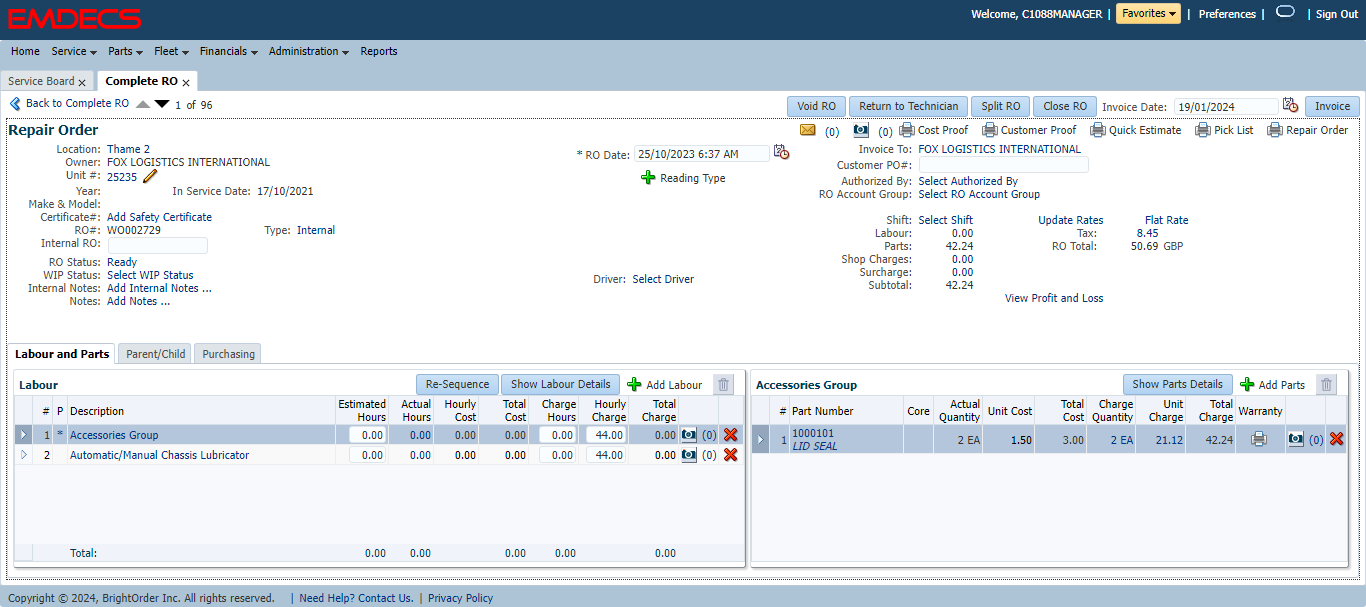 EMDECS
Welcome, C1088MANAGER | Favorites | Preferences | | Sign Out
Home Service Parts Fleet Financials Administration Reports
Service Board x Complete RO x
Back to Complete RO 1 of 96
Void RO Return to Technician Split RO Close RO Invoice Date: 19/01/2024 Invoice
Repair Order
(0) (0) Cost Proof Customer Proof Quick Estimate Pick List Repair Order
Location: Thame 2
Owner: FOX LOGISTICS INTERNATIONAL
Unit #: 25235
Year: In Service Date: 17/10/2021
Make & Model:
Certificate#: Add Safety Certificate
RO#: WO002729 Type: Internal
Internal RO:
RO Status: Ready
WIP Status: Select WIP Status
Internal Notes: Add Internal Notes ...
Notes: Add Notes ...
* RO Date: 25/10/2023 6:37 AM
Reading Type
Driver: Select Driver
Invoice To: FOX LOGISTICS INTERNATIONAL
Customer PO#:
Authorized By: Select Authorized By
RO Account Group: Select RO Account Group
Shift: Select Shift Update Rates Flat Rate
Labour: 0.00 Tax: 8.45
Parts: 42.24 RO Total: 50.69 GBP
Shop Charges: 0.00
Surcharge: 0.00
Subtotal: 42.24
View Profit and Loss
Labour and Parts Parent/Child Purchasing
Labour Re-Sequence Show Labour Details Add Labour
# P Description Estimated Hours Actual Hours Hourly Cost Total Cost Charge Hours Hourly Charge Total Charge
1 * Accessories Group 0.00 0.00 0.00 0.00 0.00 44.00 0.00 (0)
2 Automatic/Manual Chassis Lubricator 0.00 0.00 0.00 0.00 0.00 44.00 0.00 (0)
Total: 0.00 0.00 0.00 0.00 0.00
Accessories Group Show Parts Details Add Parts
# Part Number Core Actual Quantity Unit Cost Total Cost Charge Quantity Unit Charge Total Charge Warranty
1 1000101 2 EA 1.50 3.00 2 EA 21.12 42.24 (0)
LID SEAL
Copyright © 2024, BrightOrder Inc. All rights reserved. | Need Help? Contact Us. | Privacy Policy